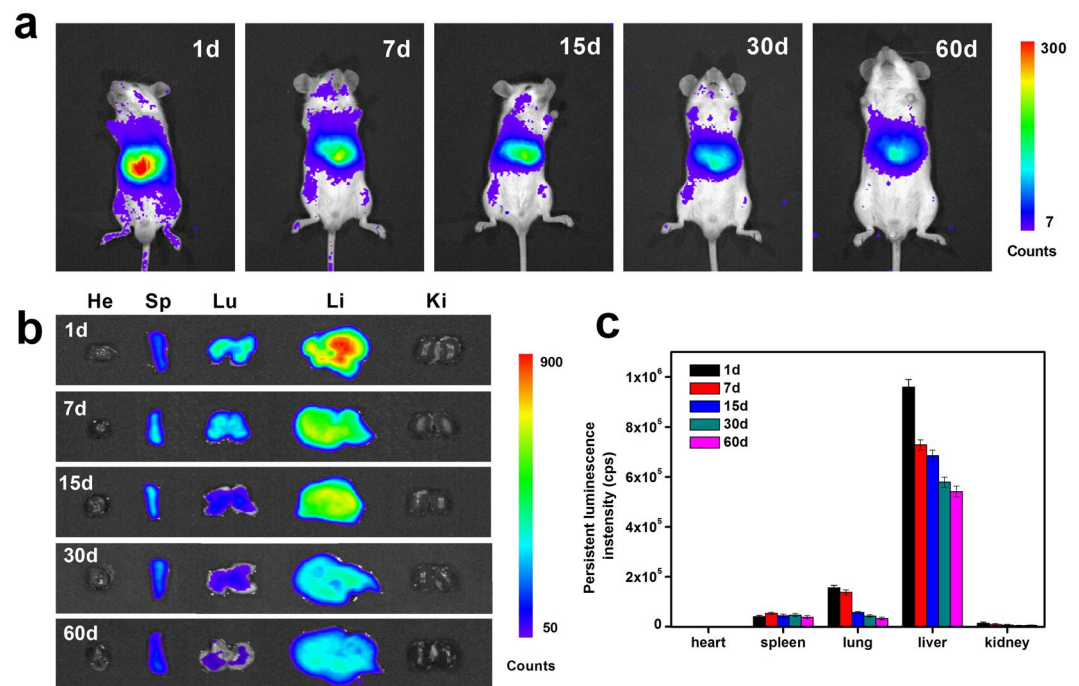 a
1d 7d 15d 30d 60d
300
7
Counts
b
He Sp Lu Li Ki
1d
7d
15d
30d
60d
900
50
Counts
c
Persistent luminescence
instensity (cps)
1x10⁶
8x10⁵
6x10⁵
4x10⁵
2x10⁵
0
1d
7d
15d
30d
60d
heart spleen lung liver kidney